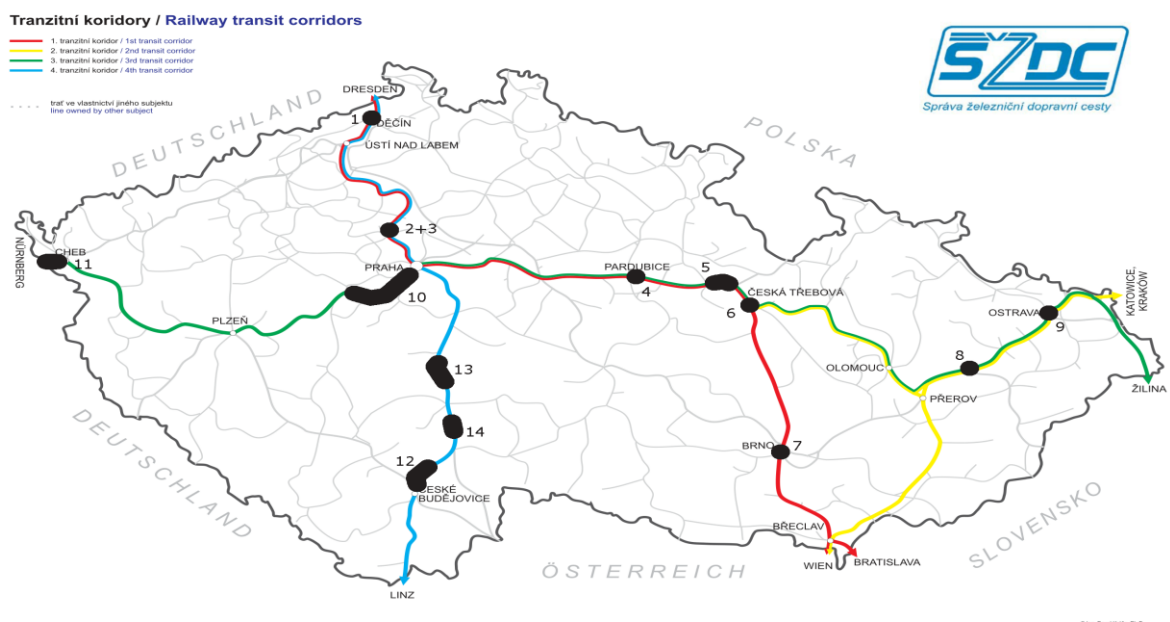 Tranzitní koridory / Railway transit corridors
1. tranzitní koridor / 1st transit corridor
2. tranzitní koridor / 2nd transit corridor
3. tranzitní koridor / 3rd transit corridor
4. tranzitní koridor / 4th transit corridor
trať ve vlastnictví jiného subjektu
line owned by other subject
SŽDC
Správa železniční dopravní cesty
DRESDEN
DEUTSCHLAND
1
DĚČÍN
POLSKA
ÚSTÍ NAD LABEM
2+3
NÜRNBERG
CHEB
11
PRAHA
10
PARDUBICE
4
5
ČESKÁ TŘEBOVÁ
6
KATOWICE,
KRAKÓW
OSTRAVA
9
PLZEŇ
8
13
OLOMOUC
ŽILINA
PŘEROV
DEUTSCHLAND
14
BRNO
7
12
ČESKÉ
BUDĚJOVICE
SLOVENSKO
BŘECLAV
WIEN
BRATISLAVA
ÖSTERREICH
LINZ